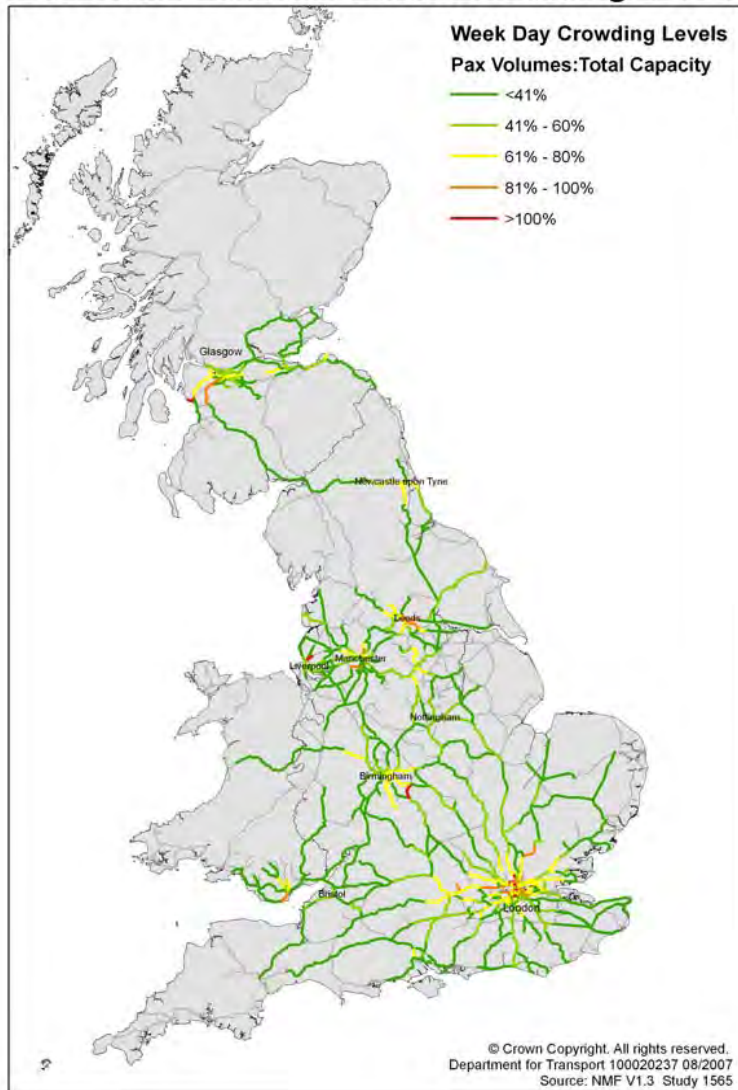 Week Day Crowding Levels
Pax Volumes:Total Capacity
<41%
41% - 60%
61% - 80%
81% - 100%
>100%
Glasgow
Newcastle upon Tyne
Leeds
Manchester
Liverpool
Nottingham
Birmingham
Bristol
London
© Crown Copyright. All rights reserved.
Department for Transport 100020237 08/2007
Source: NMF V1.3 Study 1565